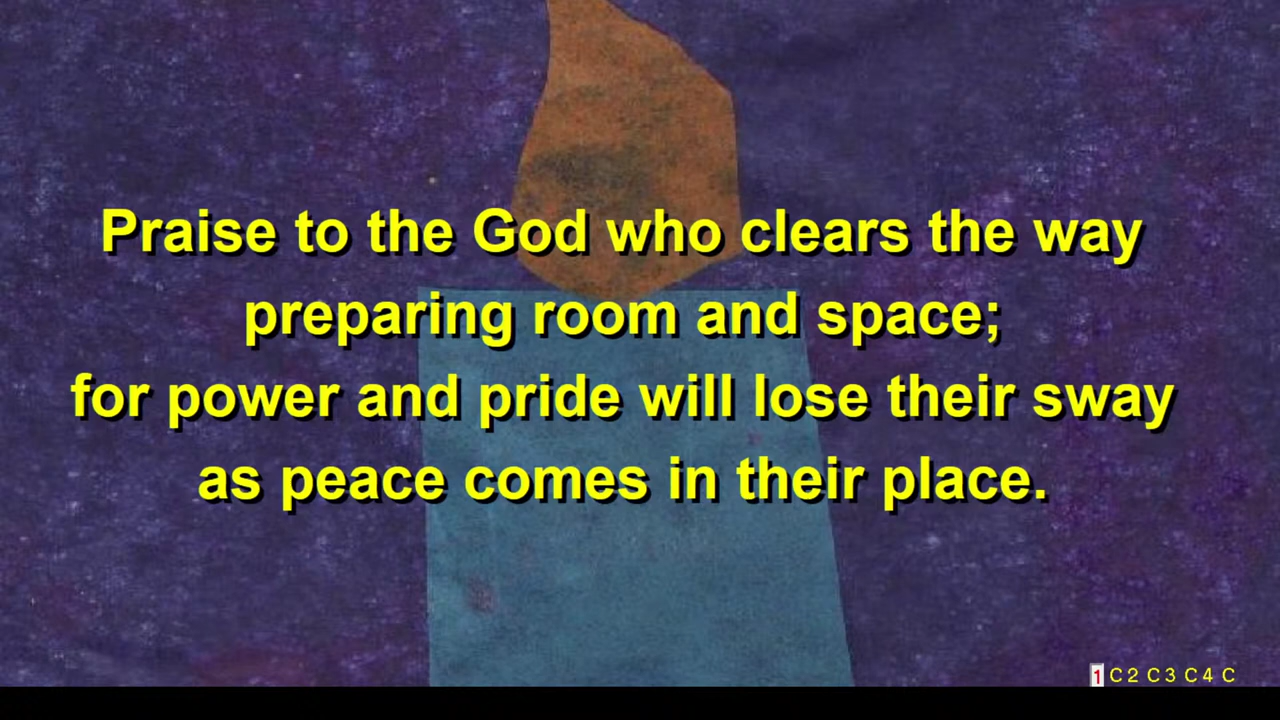 Praise to the God who clears the way
preparing room and space;
for power and pride will lose their sway
as peace comes in their place.
1 C 2 C 3 C 4 C